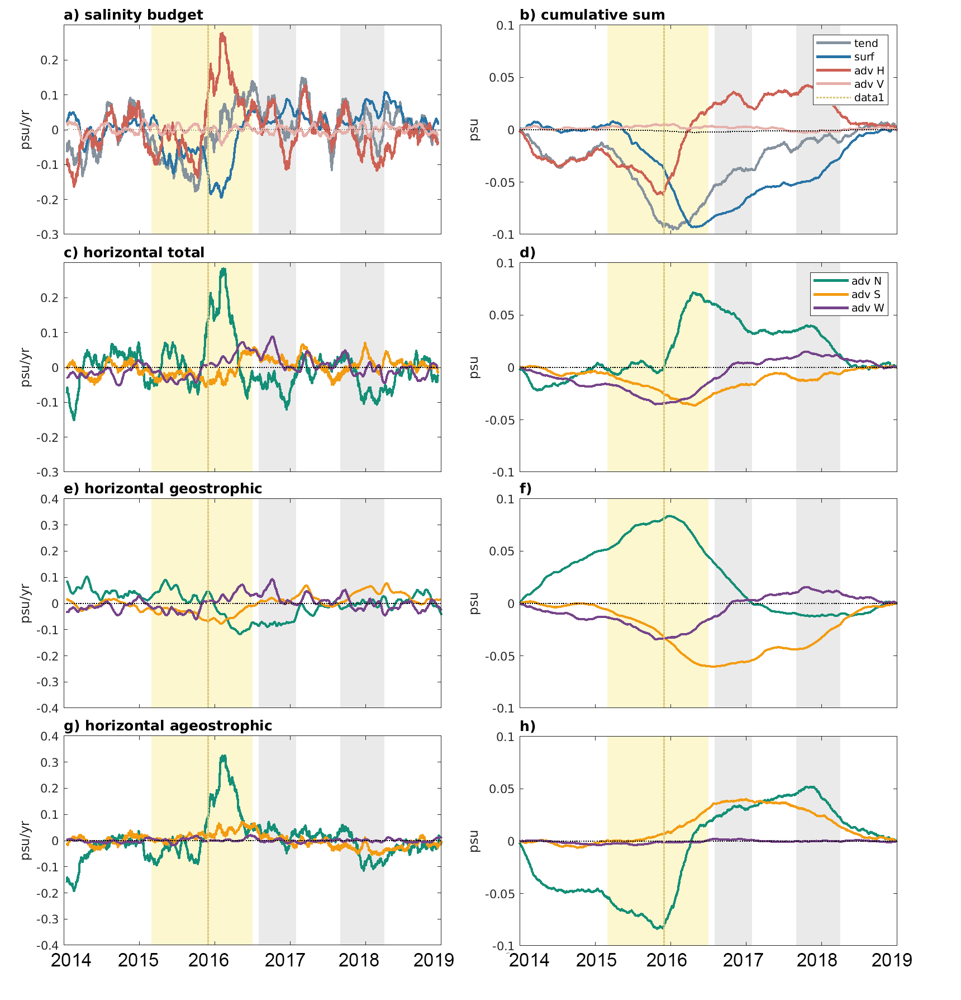 a) salinity budget
psu/yr
0.2
0.1
0
-0.1
-0.2
-0.3
b) cumulative sum
psu
0.1
0.05
0
-0.05
-0.1
tend
surf
adv H
adv V
data1
c) horizontal total
psu/yr
0.2
0.1
0
-0.1
-0.2
-0.3
d)
psu
0.1
0.05
0
-0.05
-0.1
adv N
adv S
adv W
e) horizontal geostrophic
psu/yr
0.4
0.3
0.2
0.1
0
-0.1
-0.2
-0.3
-0.4
f)
psu
0.1
0.05
0
-0.05
-0.1
g) horizontal ageostrophic
psu/yr
0.4
0.3
0.2
0.1
0
-0.1
-0.2
-0.3
-0.4
2014 2015 2016 2017 2018 2019
h)
psu
0.1
0.05
0
-0.05
-0.1
2014 2015 2016 2017 2018 2019